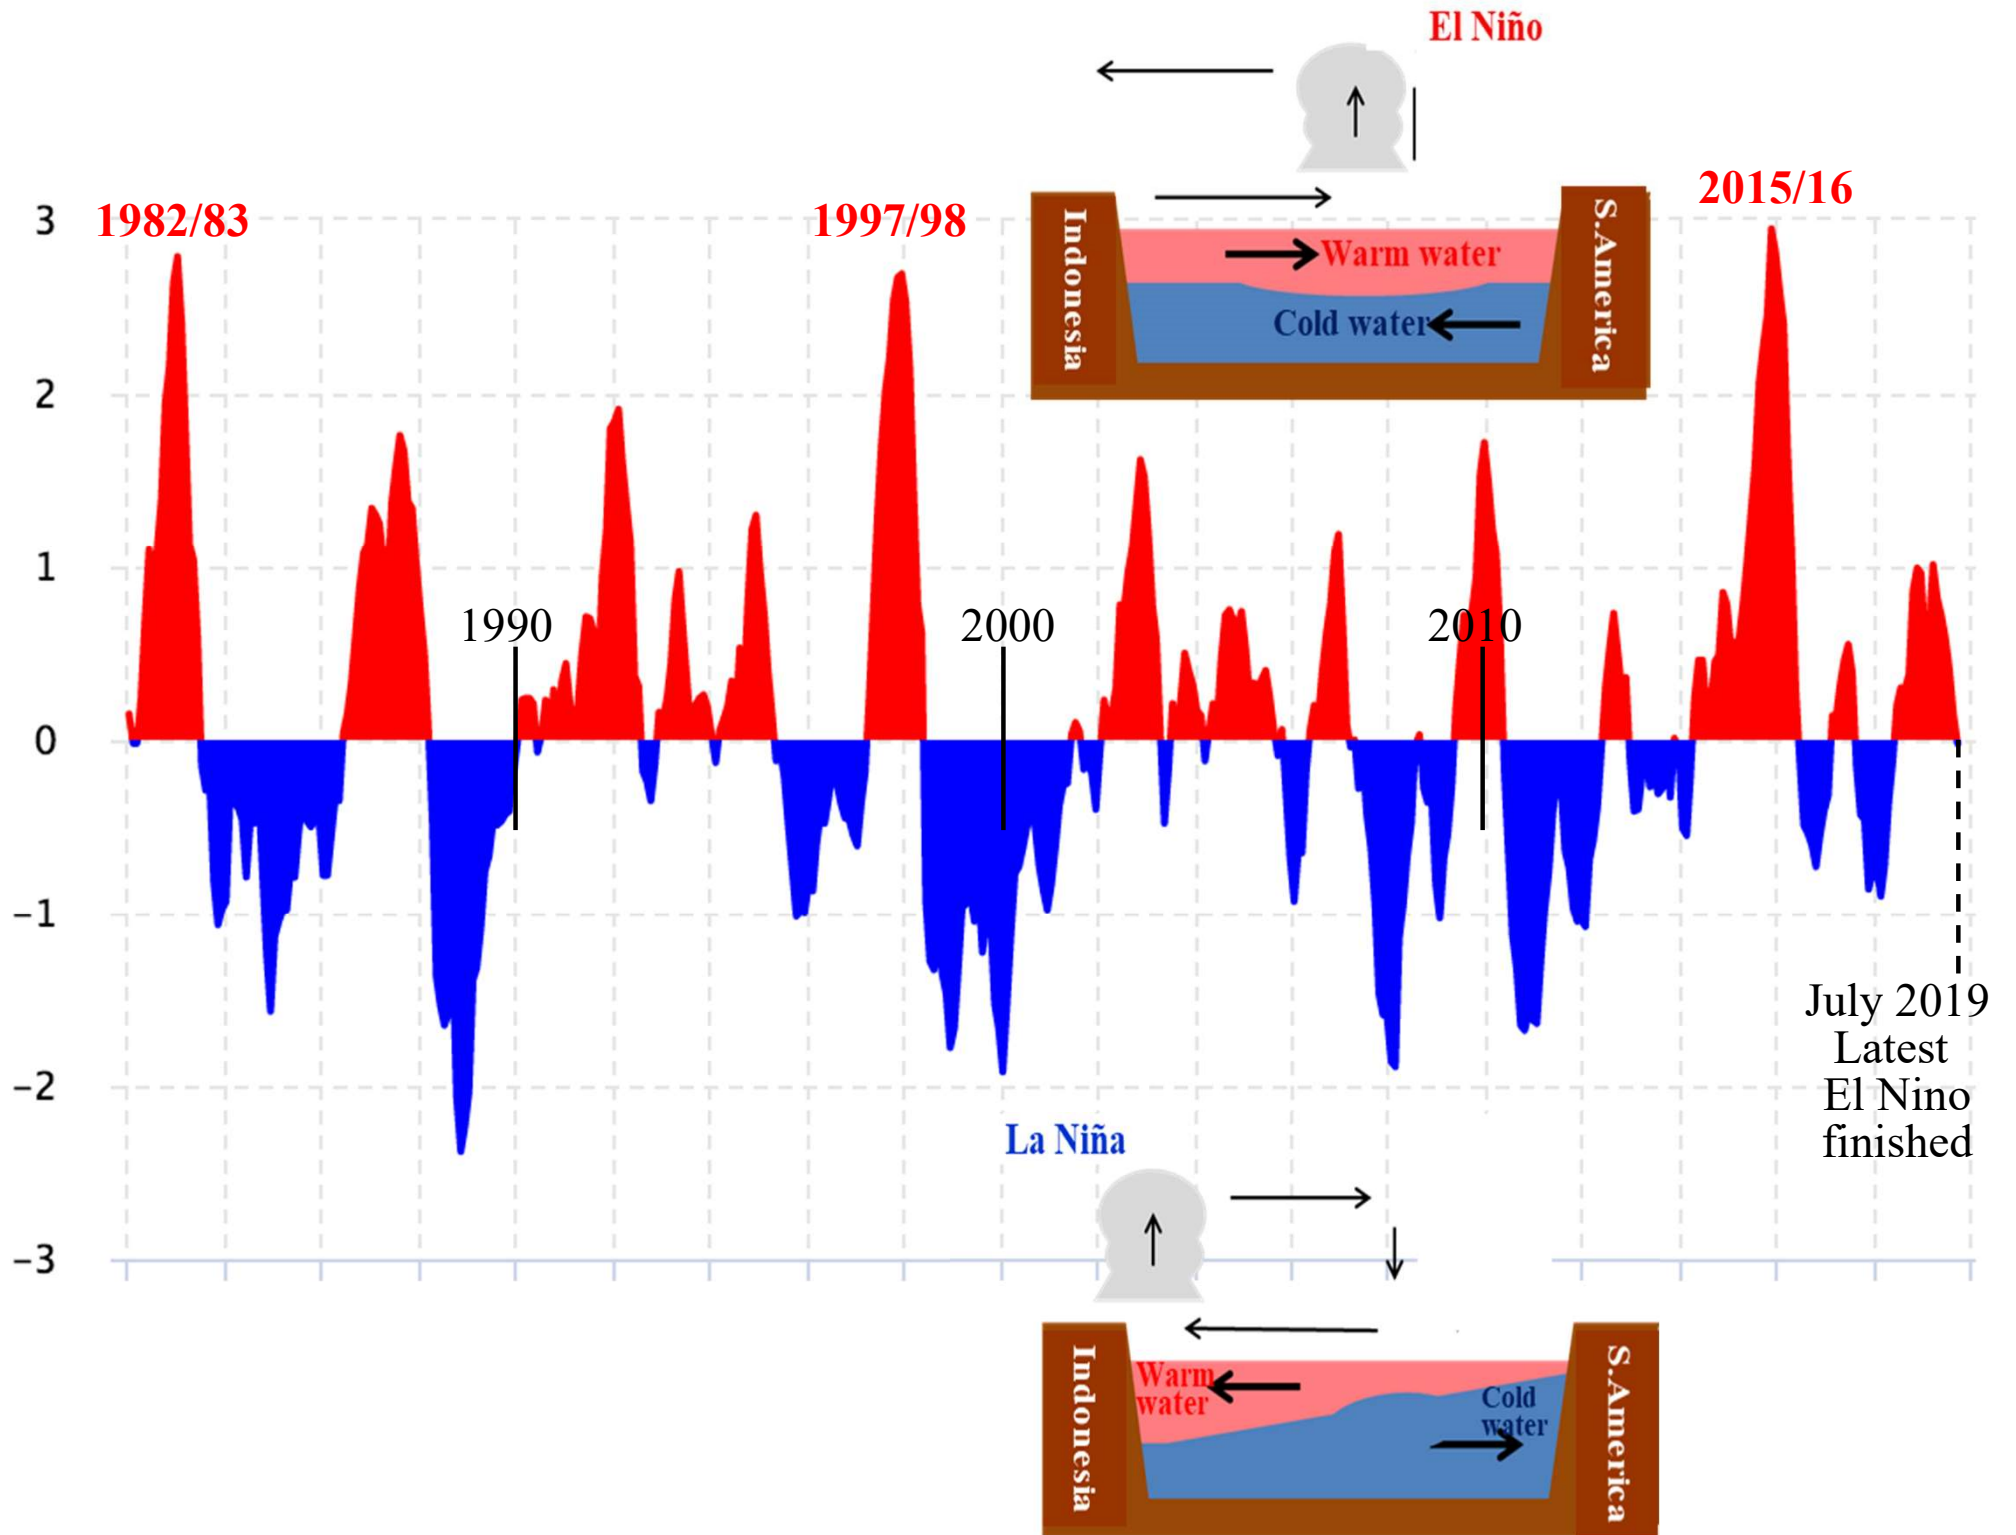 El Niño
1982/83
1997/98
2015/16
3
2
1
0
−1
−2
−3
Indonesia
Warm water
Cold water
S.America
1990
2000
2010
July 2019
Latest
El Nino
finished
La Niña
Indonesia
Warm
water
Cold
water
S.America